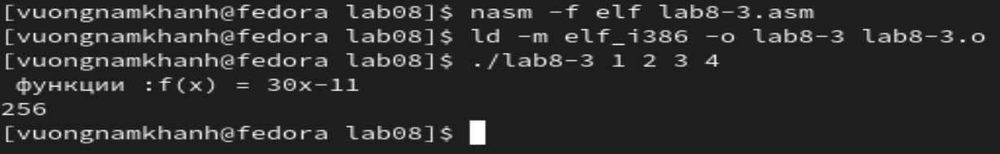 [vuongnamkhanh@fedora lab08]$ nasm -f elf lab8-3.asm
[vuongnamkhanh@fedora lab08]$ ld -m elf_i386 -o lab8-3 lab8-3.o
[vuongnamkhanh@fedora lab08]$ ./lab8-3 1 2 3 4
функции :f(x) = 30x-11
256
[vuongnamkhanh@fedora lab08]$